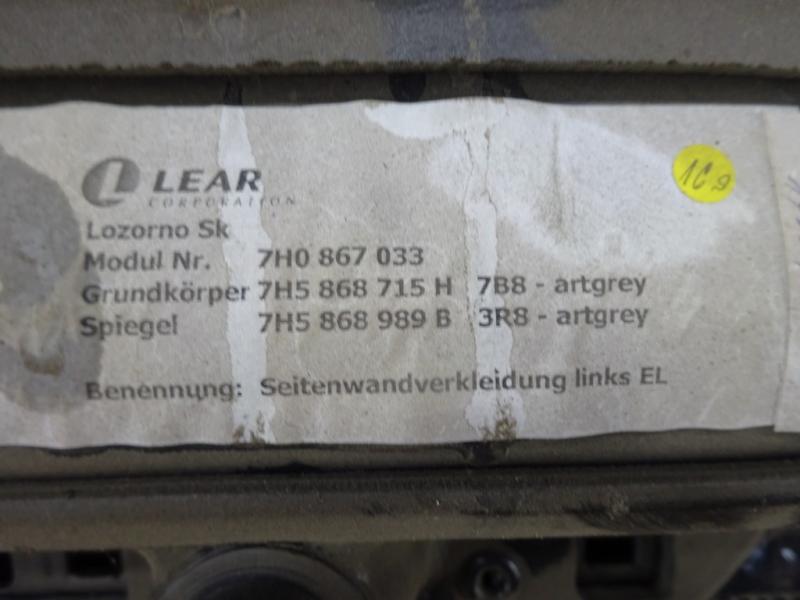 LEAR
CORPORATION
Lozorno Sk
Modul Nr. 7H0 867 033
Grundkörper 7H5 868 715 H 7B8 - artgrey
Spiegel 7H5 868 989 B 3R8 - artgrey
Benennung: Seitenwandverkleidung links EL